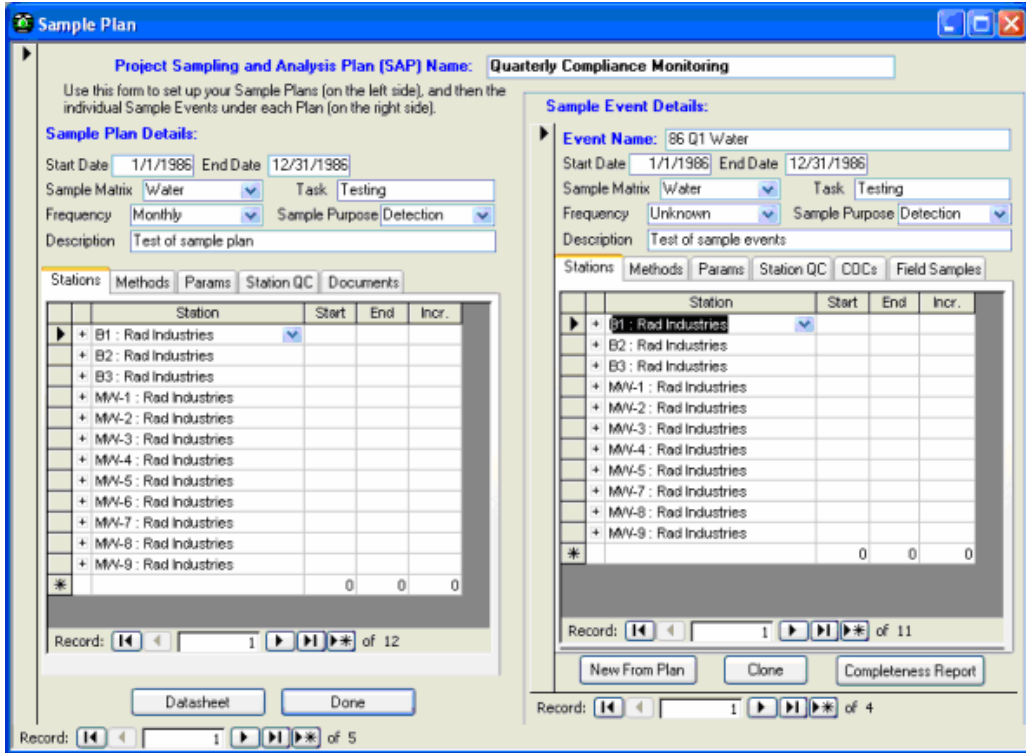 Sample Plan
Project Sampling and Analysis Plan (SAP) Name: Quarterly Compliance Monitoring
Use this form to set up your Sample Plans (on the left side), and then the
individual Sample Events under each Plan (on the right side).
Sample Plan Details:
Start Date 1/1/1986 End Date 12/31/1986
Sample Matrix Water Task Testing
Frequency Monthly Sample Purpose Detection
Description Test of sample plan
Stations Methods Params Station QC Documents
Station Start End Incr.
+ B1 : Rad Industries
+ B2 : Rad Industries
+ B3 : Rad Industries
+ MW-1 : Rad Industries
+ MW-2 : Rad Industries
+ MW-3 : Rad Industries
+ MW-4 : Rad Industries
+ MW-5 : Rad Industries
+ MW-6 : Rad Industries
+ MW-7 : Rad Industries
+ MW-8 : Rad Industries
+ MW-9 : Rad Industries
0 0 0
Record: 1 of 12
Datasheet Done
Record: 1 of 5
Sample Event Details:
Event Name: 86 Q1 Water
Start Date 1/1/1986 End Date 12/31/1986
Sample Matrix Water Task Testing
Frequency Unknown Sample Purpose Detection
Description Test of sample events
Stations Methods Params Station QC COCs Field Samples
Station Start End Incr.
+ B1 : Rad Industries
+ B2 : Rad Industries
+ B3 : Rad Industries
+ MW-1 : Rad Industries
+ MW-2 : Rad Industries
+ MW-3 : Rad Industries
+ MW-4 : Rad Industries
+ MW-5 : Rad Industries
+ MW-7 : Rad Industries
+ MW-8 : Rad Industries
+ MW-9 : Rad Industries
0 0 0
Record: 1 of 11
New From Plan Clone Completeness Report
Record: 1 of 4